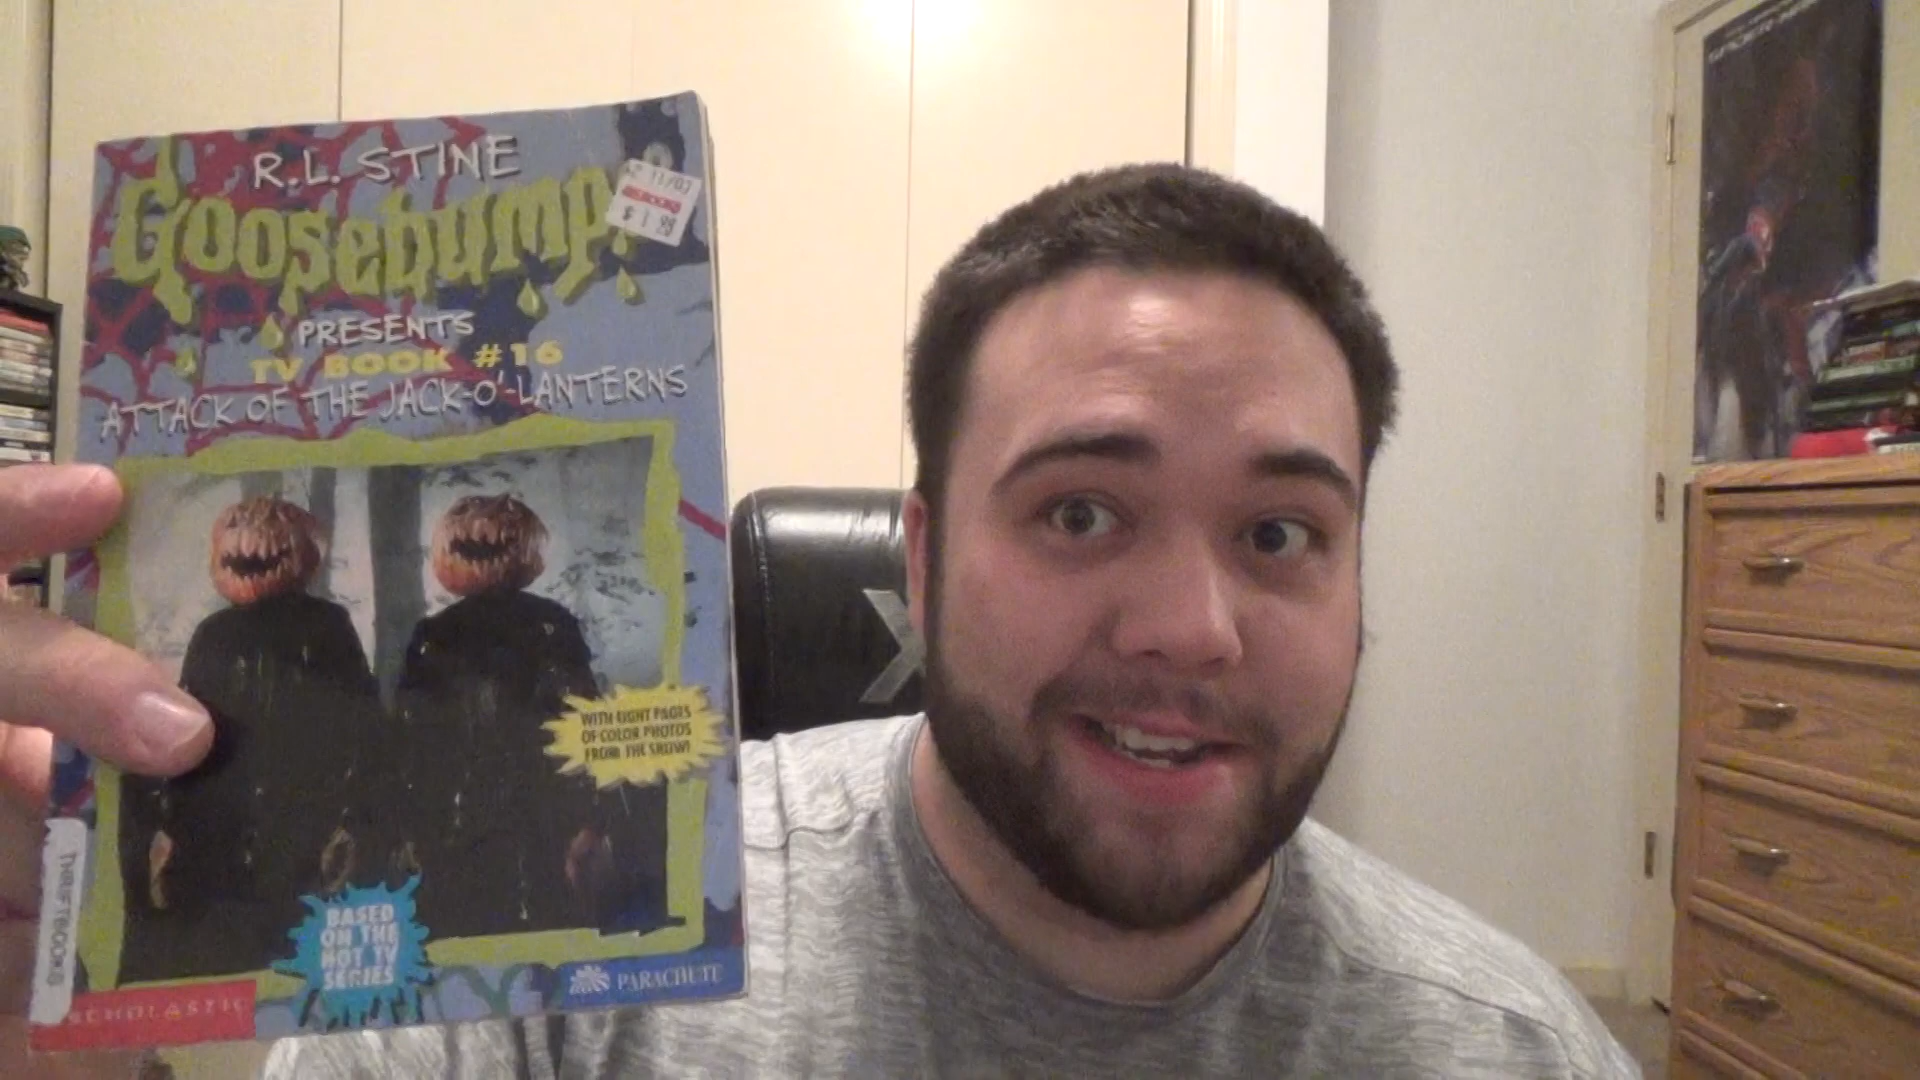 R.L. STINE
Goosebumps
$1.99
PRESENTS
TV BOOK #16
ATTACK OF THE JACK-O'-LANTERNS
WITH EIGHT PAGES
OF COLOR PHOTOS
FROM THE SHOW!
BASED
ON THE
HOT TV
SERIES
PARACHUTE
SCHOLASTIC
THRIFTBOOKS
X